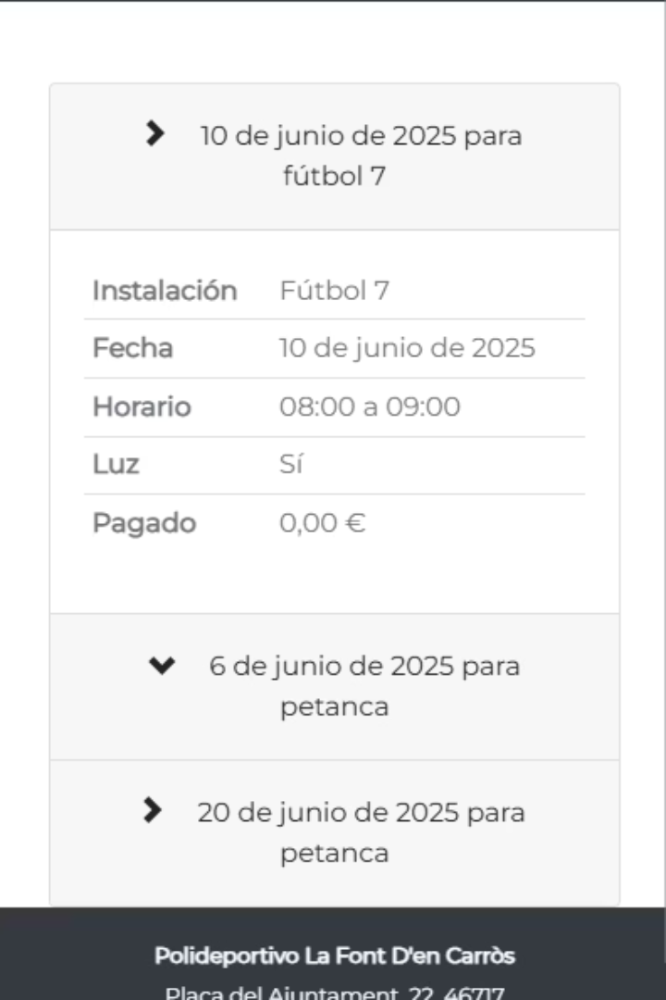 10 de junio de 2025 para
fútbol 7
Instalación Fútbol 7
Fecha 10 de junio de 2025
Horario 08:00 a 09:00
Luz Sí
Pagado 0,00 €
6 de junio de 2025 para
petanca
20 de junio de 2025 para
petanca
Polideportivo La Font D'en Carròs
Plaça del Ajuntament, 22, 46717